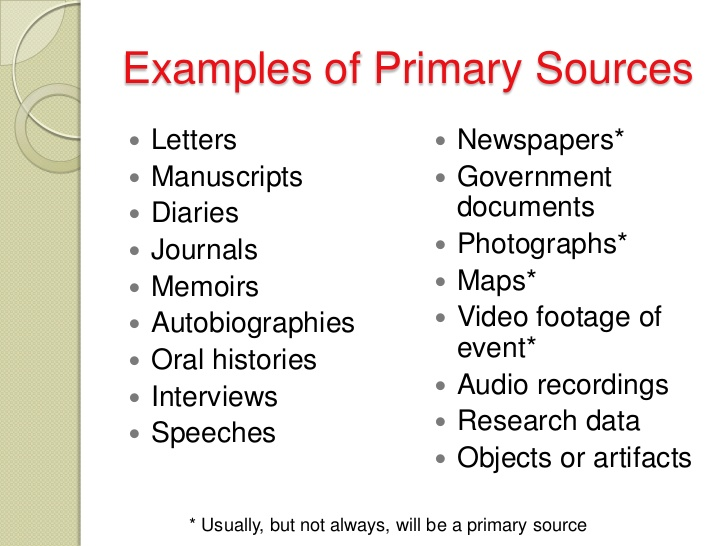 Examples of Primary Sources
• Letters
• Manuscripts
• Diaries
• Journals
• Memoirs
• Autobiographies
• Oral histories
• Interviews
• Speeches
• Newspapers*
• Government
documents
• Photographs*
• Maps*
• Video footage of
event*
• Audio recordings
• Research data
• Objects or artifacts
* Usually, but not always, will be a primary source